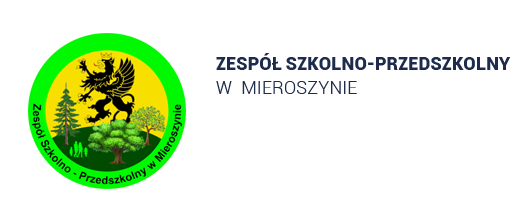 ZESPÓŁ SZKOLNO-PRZEDSZKOLNY
W MIEROSZYNIE
Zespół Szkolno - Przedszkolny w Mieroszynie